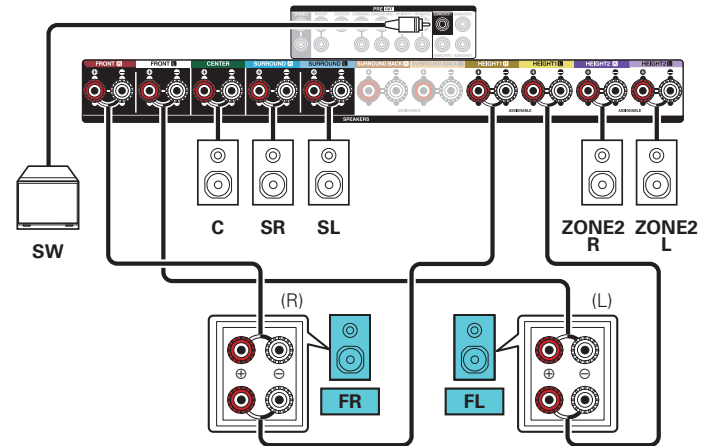 PRE OUT
FRONT R FRONT L CENTER SURROUND R SURROUND L SURROUND BACK R SURROUND BACK L HEIGHT1 R HEIGHT1 L HEIGHT2 R HEIGHT2 L
ASSIGNABLE ASSIGNABLE ASSIGNABLE
SPEAKERS
SW
C SR SL
ZONE2 R
ZONE2 L
(R) (L)
FR FL